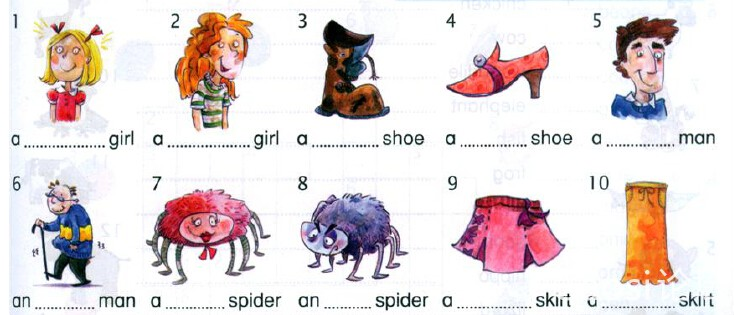 1 2 3 4 5
a .................. girl a .................. girl a .................. shoe a .................. shoe a .................. man
6 7 8 9 10
an .................. man a .................. spider an .................. spider a .................. skirt a .................. skirt